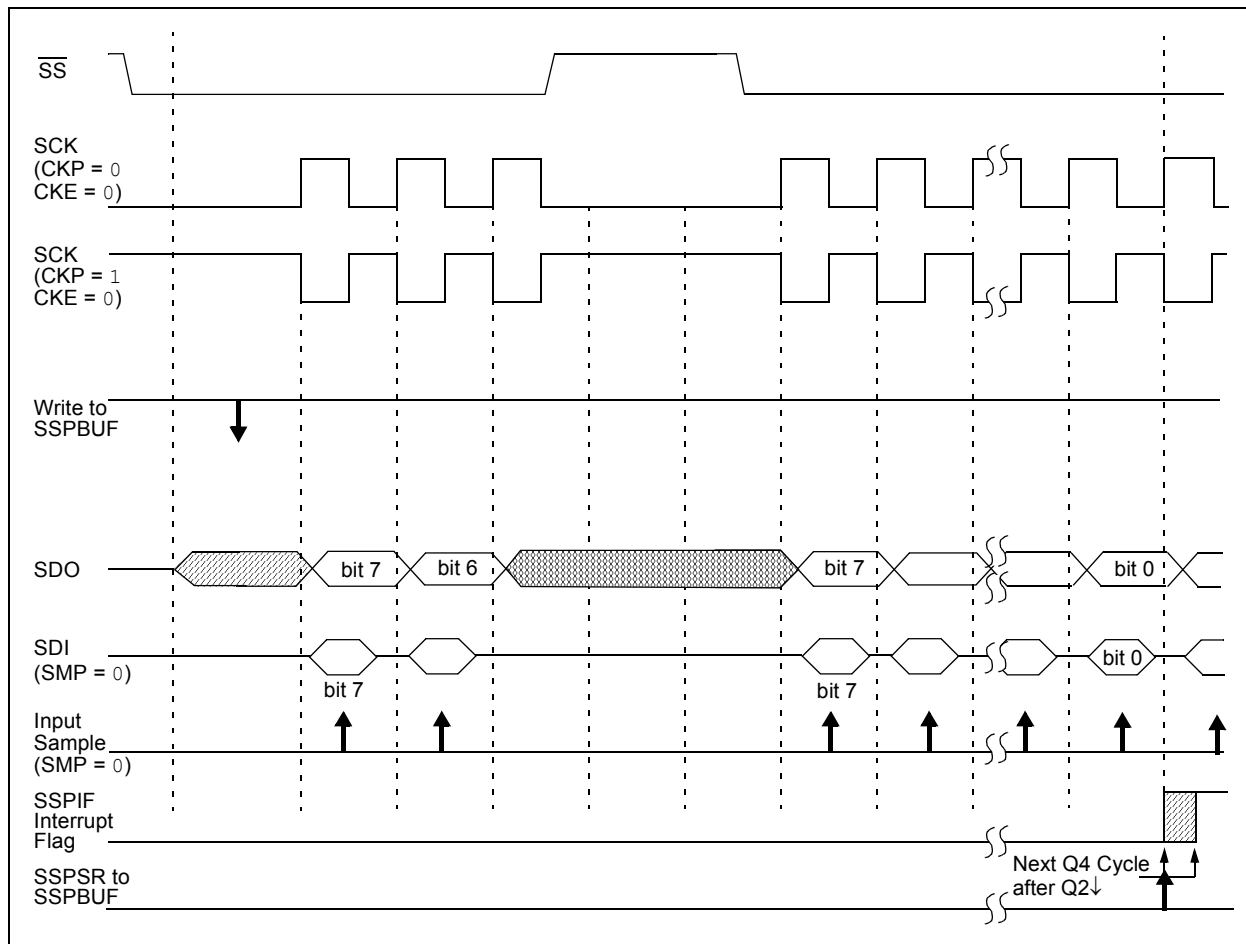 SS
SCK
(CKP = 0
CKE = 0)
SCK
(CKP = 1
CKE = 0)
Write to
SSPBUF
SDO
bit 7
bit 6
bit 7
bit 0
SDI
(SMP = 0)
bit 7
bit 7
bit 0
Input
Sample
(SMP = 0)
SSPIF
Interrupt
Flag
SSPSR to
SSPBUF
Next Q4 Cycle
after Q2↓